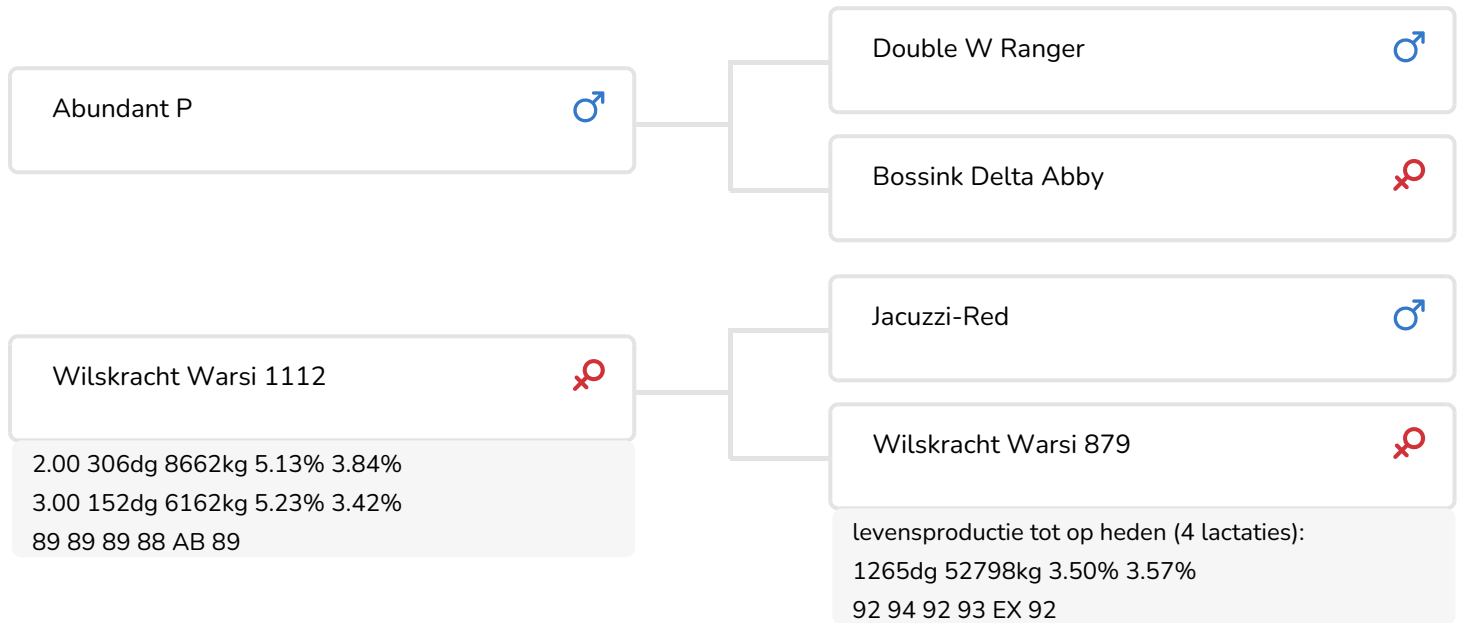 Abundant P
Double W Ranger
Bossink Delta Abby
Wilskracht Warsi 1112
2.00 306dg 8662kg 5.13% 3.84%
3.00 152dg 6162kg 5.23% 3.42%
89 89 89 88 AB 89
Jacuzzi-Red
Wilskracht Warsi 879
levensproductie tot op heden (4 lactaties):
1265dg 52798kg 3.50% 3.57%
92 94 92 93 EX 92